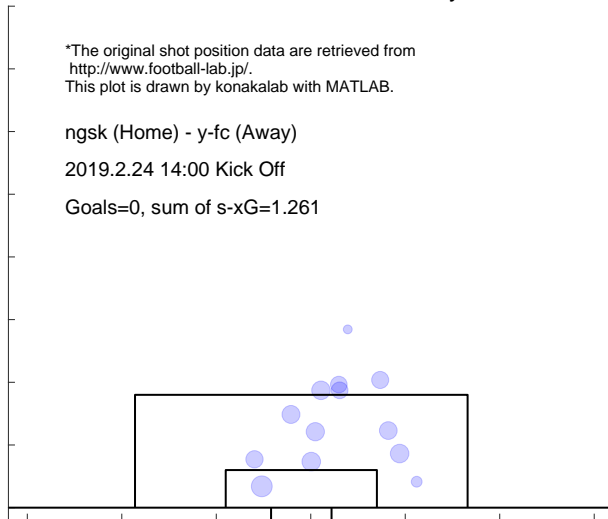 *The original shot position data are retrieved from
http://www.football-lab.jp/.
This plot is drawn by konakalab with MATLAB.
ngsk (Home) - y-fc (Away)
2019.2.24 14:00 Kick Off
Goals=0, sum of s-xG=1.261